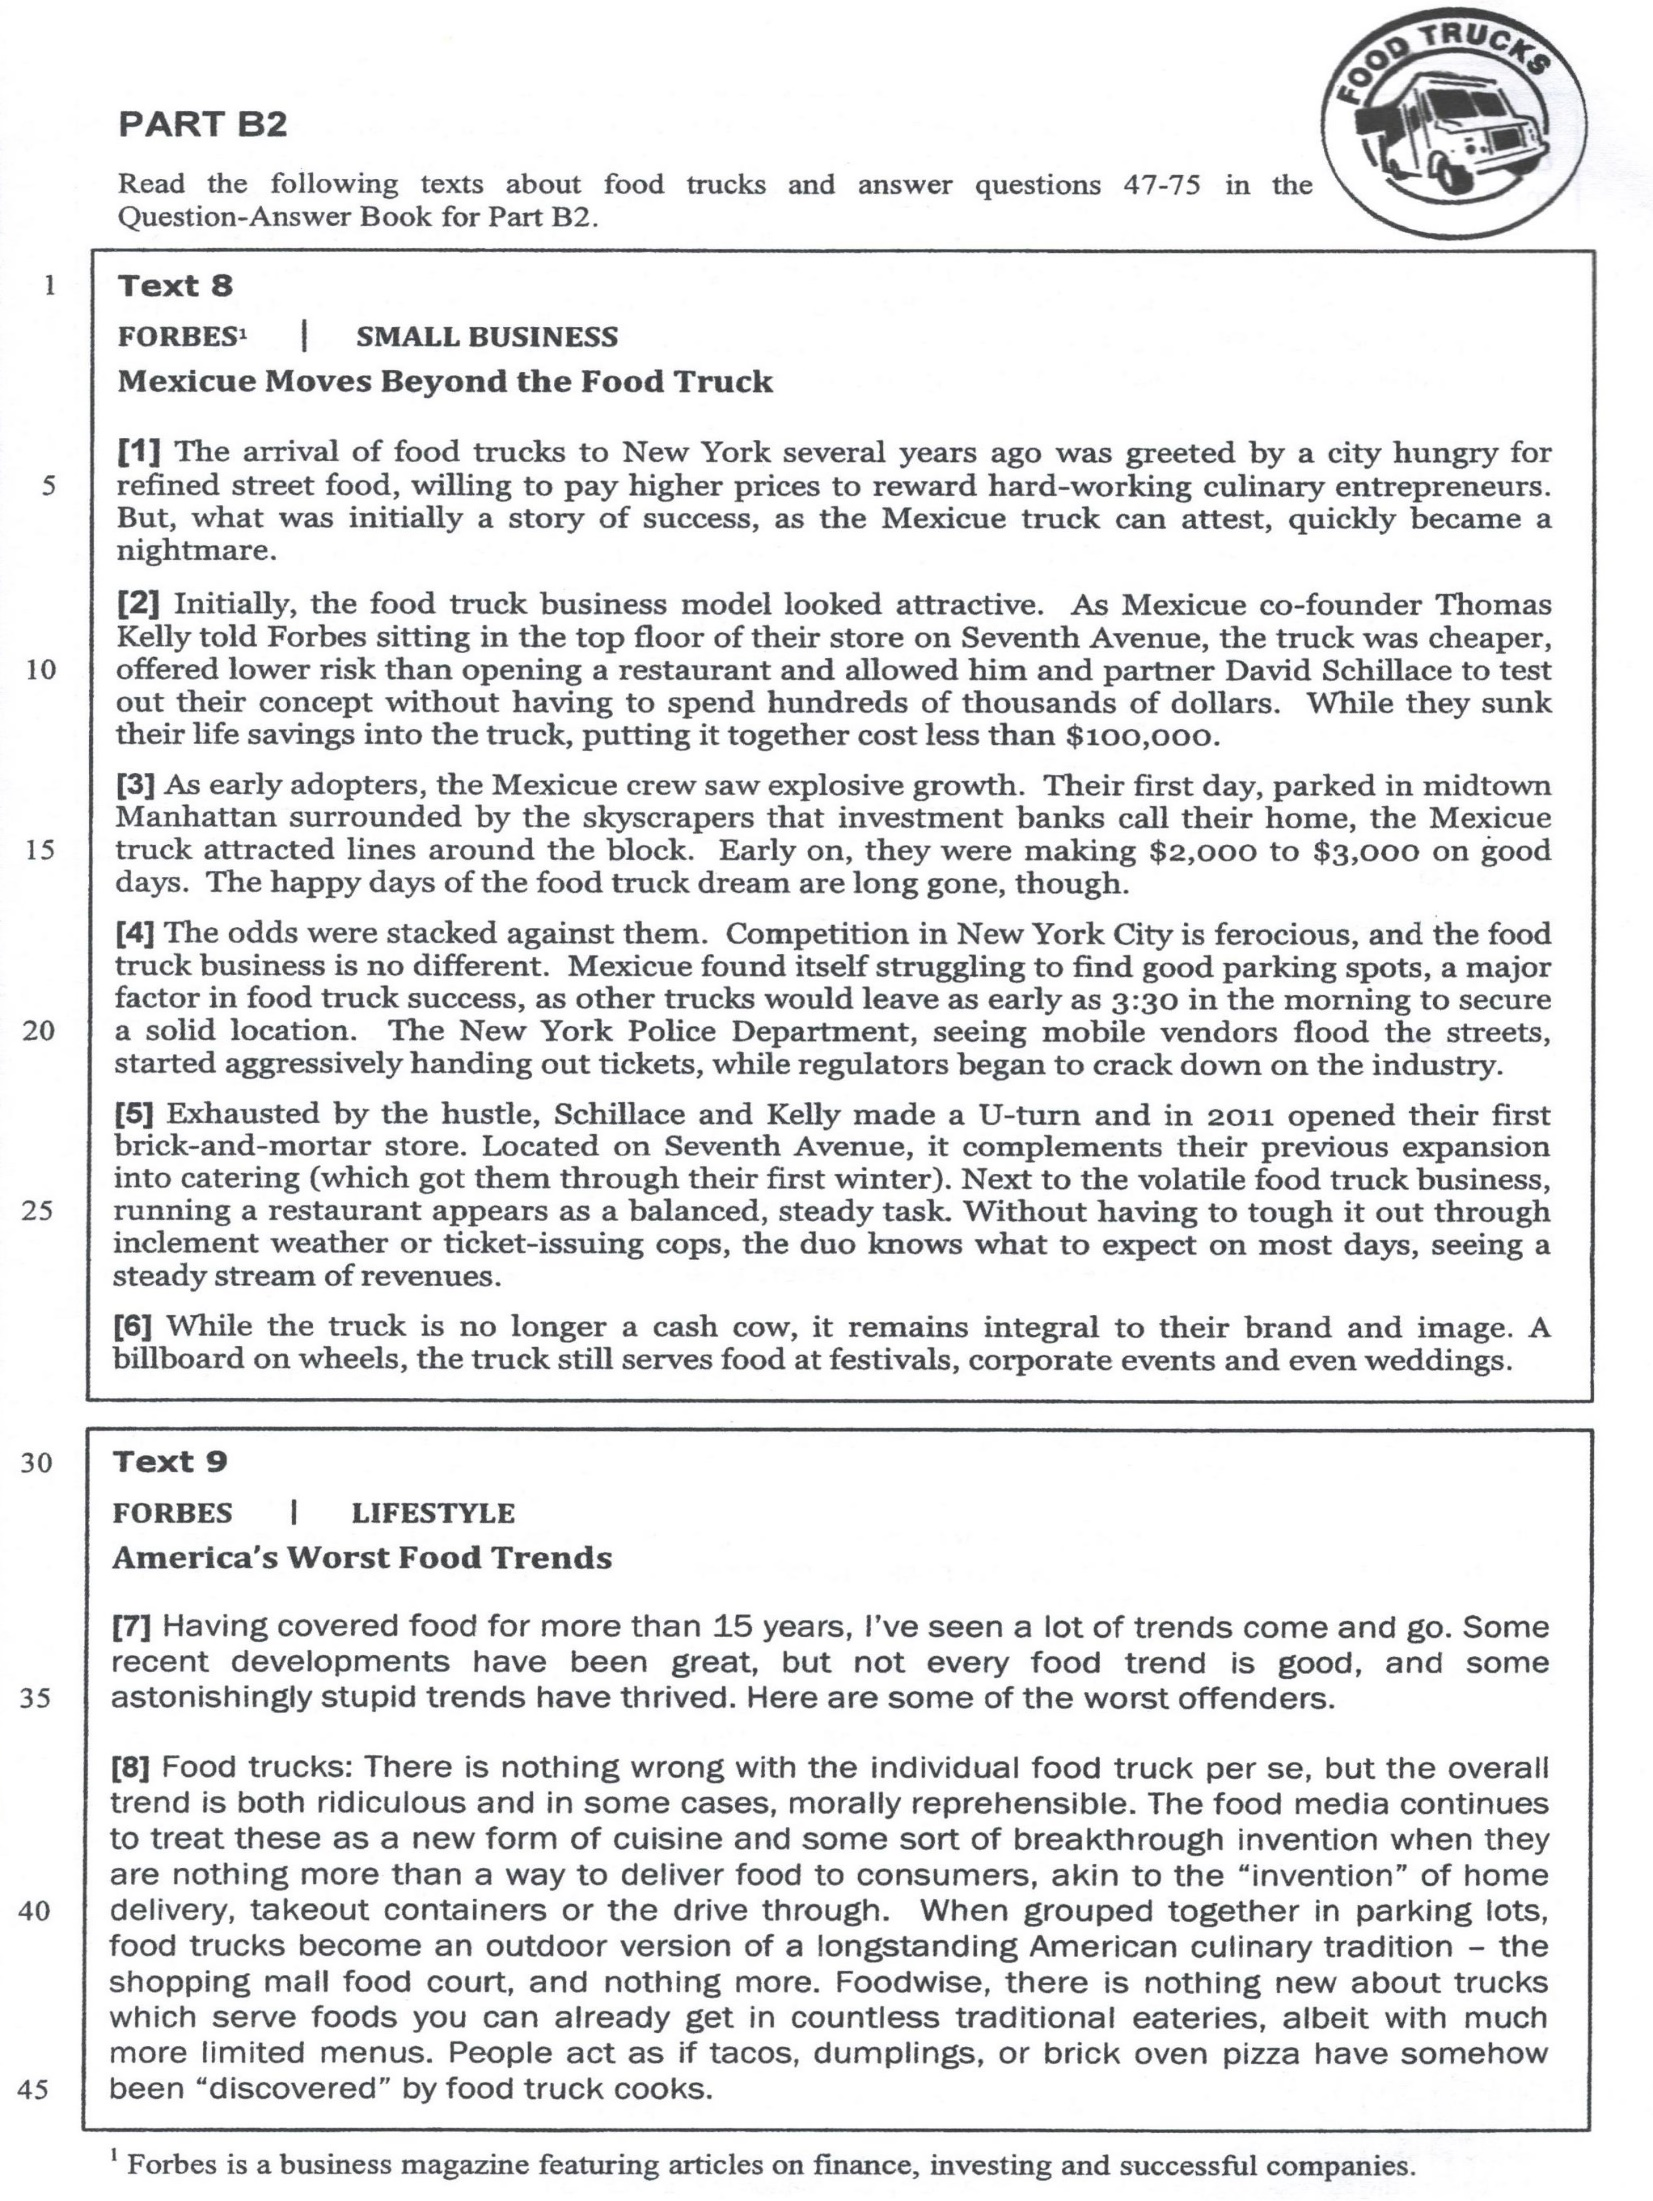 FOOD TRUCKS
PART B2
Read the following texts about food trucks and answer questions 47-75 in the
Question-Answer Book for Part B2.
1 Text 8
FORBES¹ | SMALL BUSINESS
Mexicue Moves Beyond the Food Truck
[1] The arrival of food trucks to New York several years ago was greeted by a city hungry for
5 refined street food, willing to pay higher prices to reward hard-working culinary entrepreneurs.
But, what was initially a story of success, as the Mexicue truck can attest, quickly became a
nightmare.
[2] Initially, the food truck business model looked attractive. As Mexicue co-founder Thomas
Kelly told Forbes sitting in the top floor of their store on Seventh Avenue, the truck was cheaper,
10 offered lower risk than opening a restaurant and allowed him and partner David Schillace to test
out their concept without having to spend hundreds of thousands of dollars. While they sunk
their life savings into the truck, putting it together cost less than $100,000.
[3] As early adopters, the Mexicue crew saw explosive growth. Their first day, parked in midtown
Manhattan surrounded by the skyscrapers that investment banks call their home, the Mexicue
15 truck attracted lines around the block. Early on, they were making $2,000 to $3,000 on good
days. The happy days of the food truck dream are long gone, though.
[4] The odds were stacked against them. Competition in New York City is ferocious, and the food
truck business is no different. Mexicue found itself struggling to find good parking spots, a major
factor in food truck success, as other trucks would leave as early as 3:30 in the morning to secure
20 a solid location. The New York Police Department, seeing mobile vendors flood the streets,
started aggressively handing out tickets, while regulators began to crack down on the industry.
[5] Exhausted by the hustle, Schillace and Kelly made a U-turn and in 2011 opened their first
brick-and-mortar store. Located on Seventh Avenue, it complements their previous expansion
into catering (which got them through their first winter). Next to the volatile food truck business,
25 running a restaurant appears as a balanced, steady task. Without having to tough it out through
inclement weather or ticket-issuing cops, the duo knows what to expect on most days, seeing a
steady stream of revenues.
[6] While the truck is no longer a cash cow, it remains integral to their brand and image. A
billboard on wheels, the truck still serves food at festivals, corporate events and even weddings.
30 Text 9
FORBES | LIFESTYLE
America's Worst Food Trends
[7] Having covered food for more than 15 years, I've seen a lot of trends come and go. Some
recent developments have been great, but not every food trend is good, and some
35 astonishingly stupid trends have thrived. Here are some of the worst offenders.
[8] Food trucks: There is nothing wrong with the individual food truck per se, but the overall
trend is both ridiculous and in some cases, morally reprehensible. The food media continues
to treat these as a new form of cuisine and some sort of breakthrough invention when they
are nothing more than a way to deliver food to consumers, akin to the "invention" of home
40 delivery, takeout containers or the drive through. When grouped together in parking lots,
food trucks become an outdoor version of a longstanding American culinary tradition – the
shopping mall food court, and nothing more. Foodwise, there is nothing new about trucks
which serve foods you can already get in countless traditional eateries, albeit with much
more limited menus. People act as if tacos, dumplings, or brick oven pizza have somehow
45 been "discovered" by food truck cooks.
¹ Forbes is a business magazine featuring articles on finance, investing and successful companies.